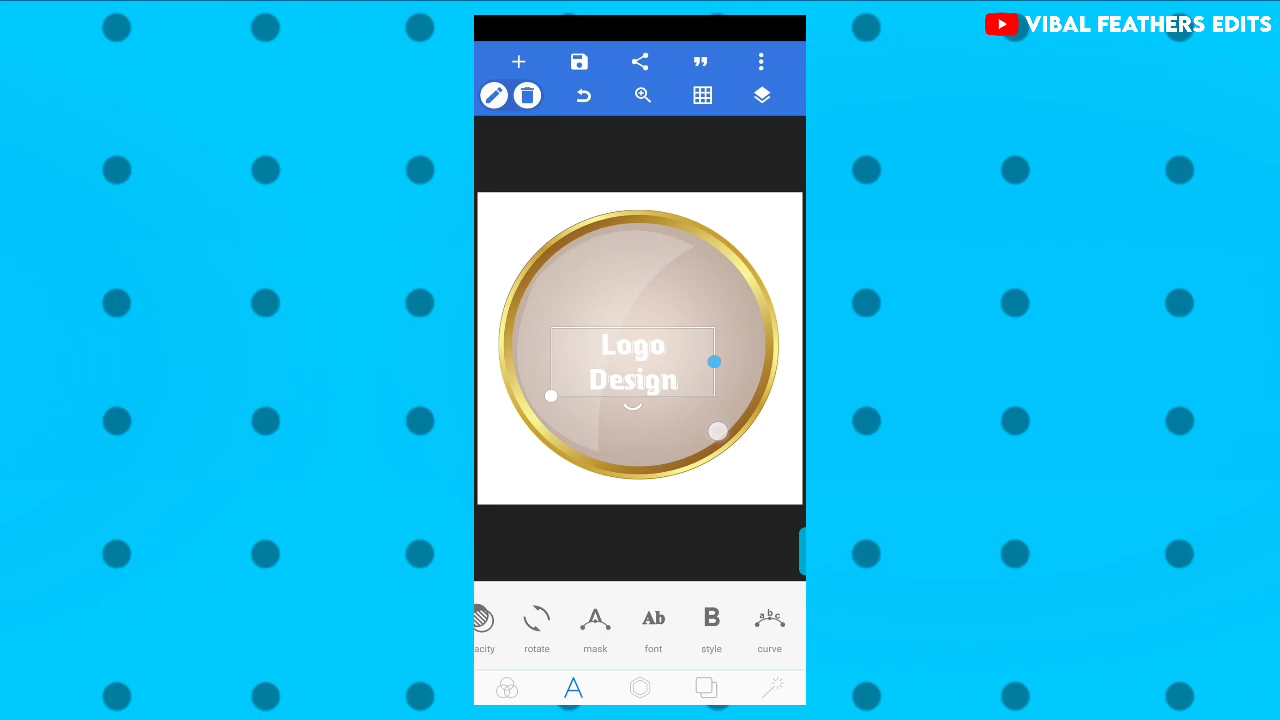 VIBAL FEATHERS EDITS
Logo
Design
acity
rotate
mask
Ab
font
B
style
abc
curve